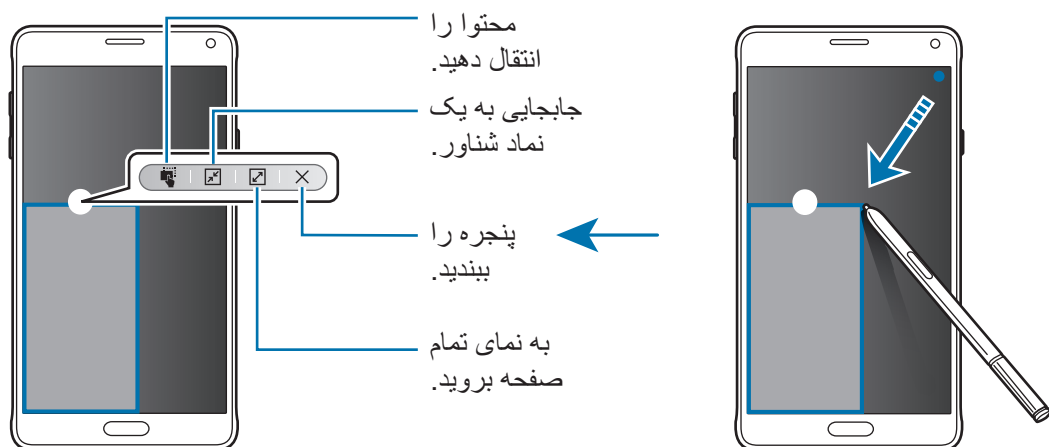 محتوا را
انتقال دهید.
جابجایی به یک
نماد شناور.
پنجره را
ببندید.
به نمای تمام
صفحه بروید.